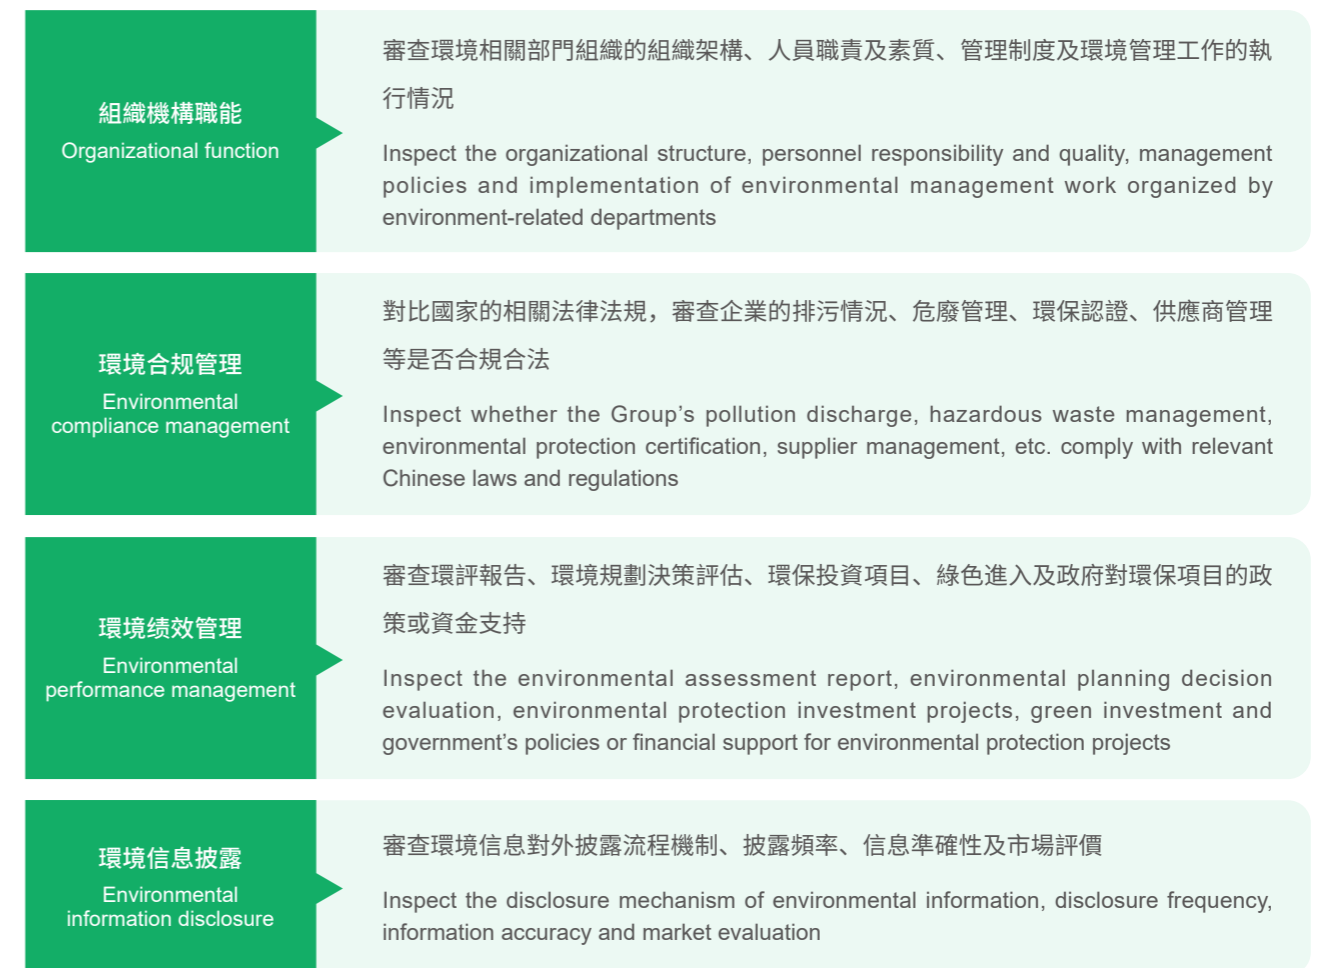 組織機構職能
Organizational function
審查環境相關部門組織的組織架構、人員職責及素質、管理制度及環境管理工作的執
行情況
Inspect the organizational structure, personnel responsibility and quality, management
policies and implementation of environmental management work organized by
environment-related departments
環境合规管理
Environmental
compliance management
對比國家的相關法律法規，審查企業的排污情況、危廢管理、環保認證、供應商管理
等是否合規合法
Inspect whether the Group’s pollution discharge, hazardous waste management,
environmental protection certification, supplier management, etc. comply with relevant
Chinese laws and regulations
環境绩效管理
Environmental
performance management
審查環評報告、環境規劃決策評估、環保投資項目、綠色進入及政府對環保項目的政
策或資金支持
Inspect the environmental assessment report, environmental planning decision
evaluation, environmental protection investment projects, green investment and
government’s policies or financial support for environmental protection projects
環境信息披露
Environmental
information disclosure
審查環境信息對外披露流程機制、披露頻率、信息準確性及市場評價
Inspect the disclosure mechanism of environmental information, disclosure frequency,
information accuracy and market evaluation